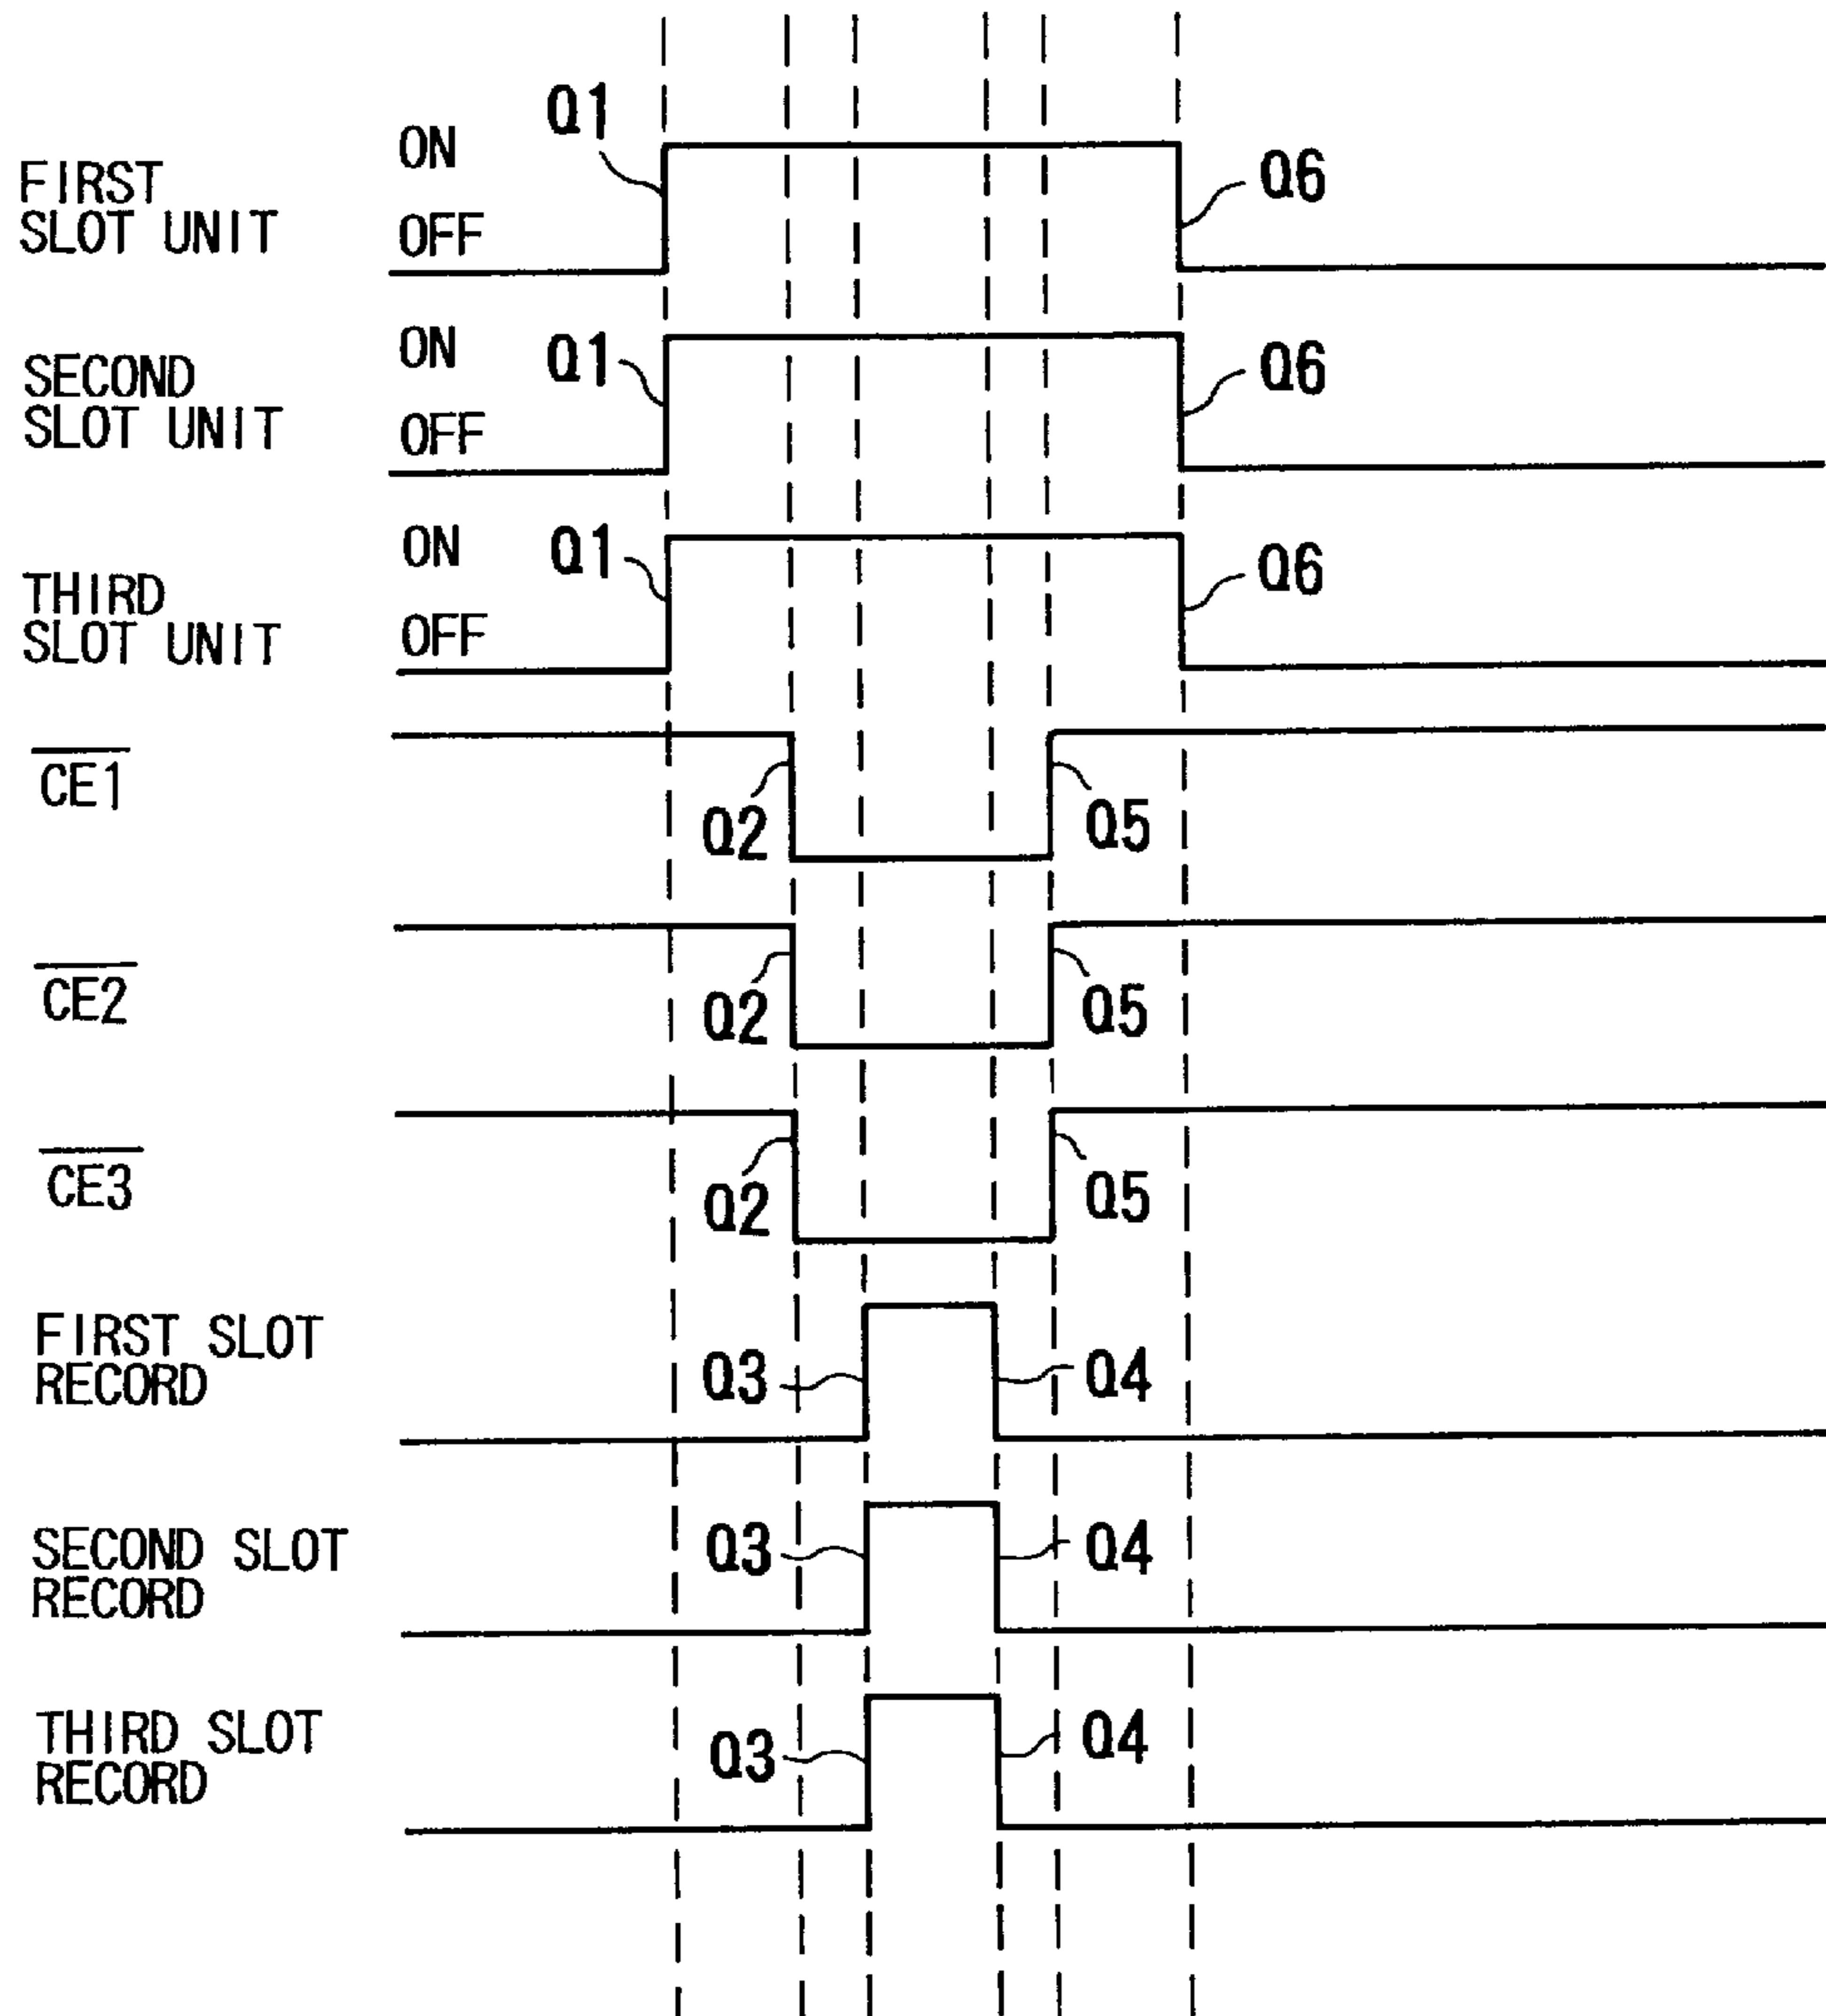 Q1
ON
FIRST
SLOT UNIT
OFF
Q6
ON
Q1
Q6
SECOND
SLOT UNIT
OFF
ON
Q1
Q6
THIRD
SLOT UNIT
OFF
CE1
Q2
Q5
CE2
Q2
Q5
CE3
Q2
Q5
FIRST SLOT
RECORD
Q3
Q4
SECOND SLOT
RECORD
Q3
Q4
THIRD SLOT
RECORD
Q3
Q4